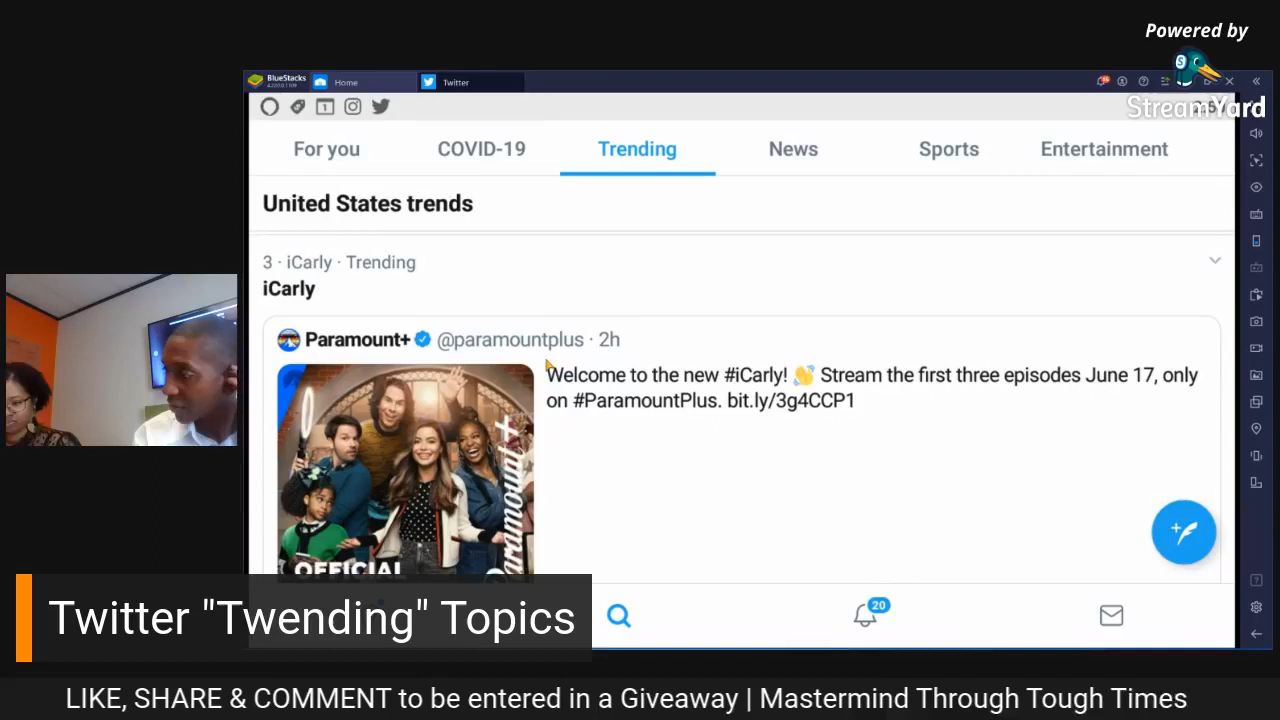 Powered by
StreamYard
BlueStacks
Home
Twitter
For you
COVID-19
Trending
News
Sports
Entertainment
United States trends
3 · iCarly · Trending
iCarly
Paramount+ @paramountplus · 2h
Welcome to the new #iCarly! 👋 Stream the first three episodes June 17, only
on #ParamountPlus. bit.ly/3g4CCP1
Paramount+
OFFICIAL
20
Twitter "Twending" Topics
LIKE, SHARE & COMMENT to be entered in a Giveaway | Mastermind Through Tough Times